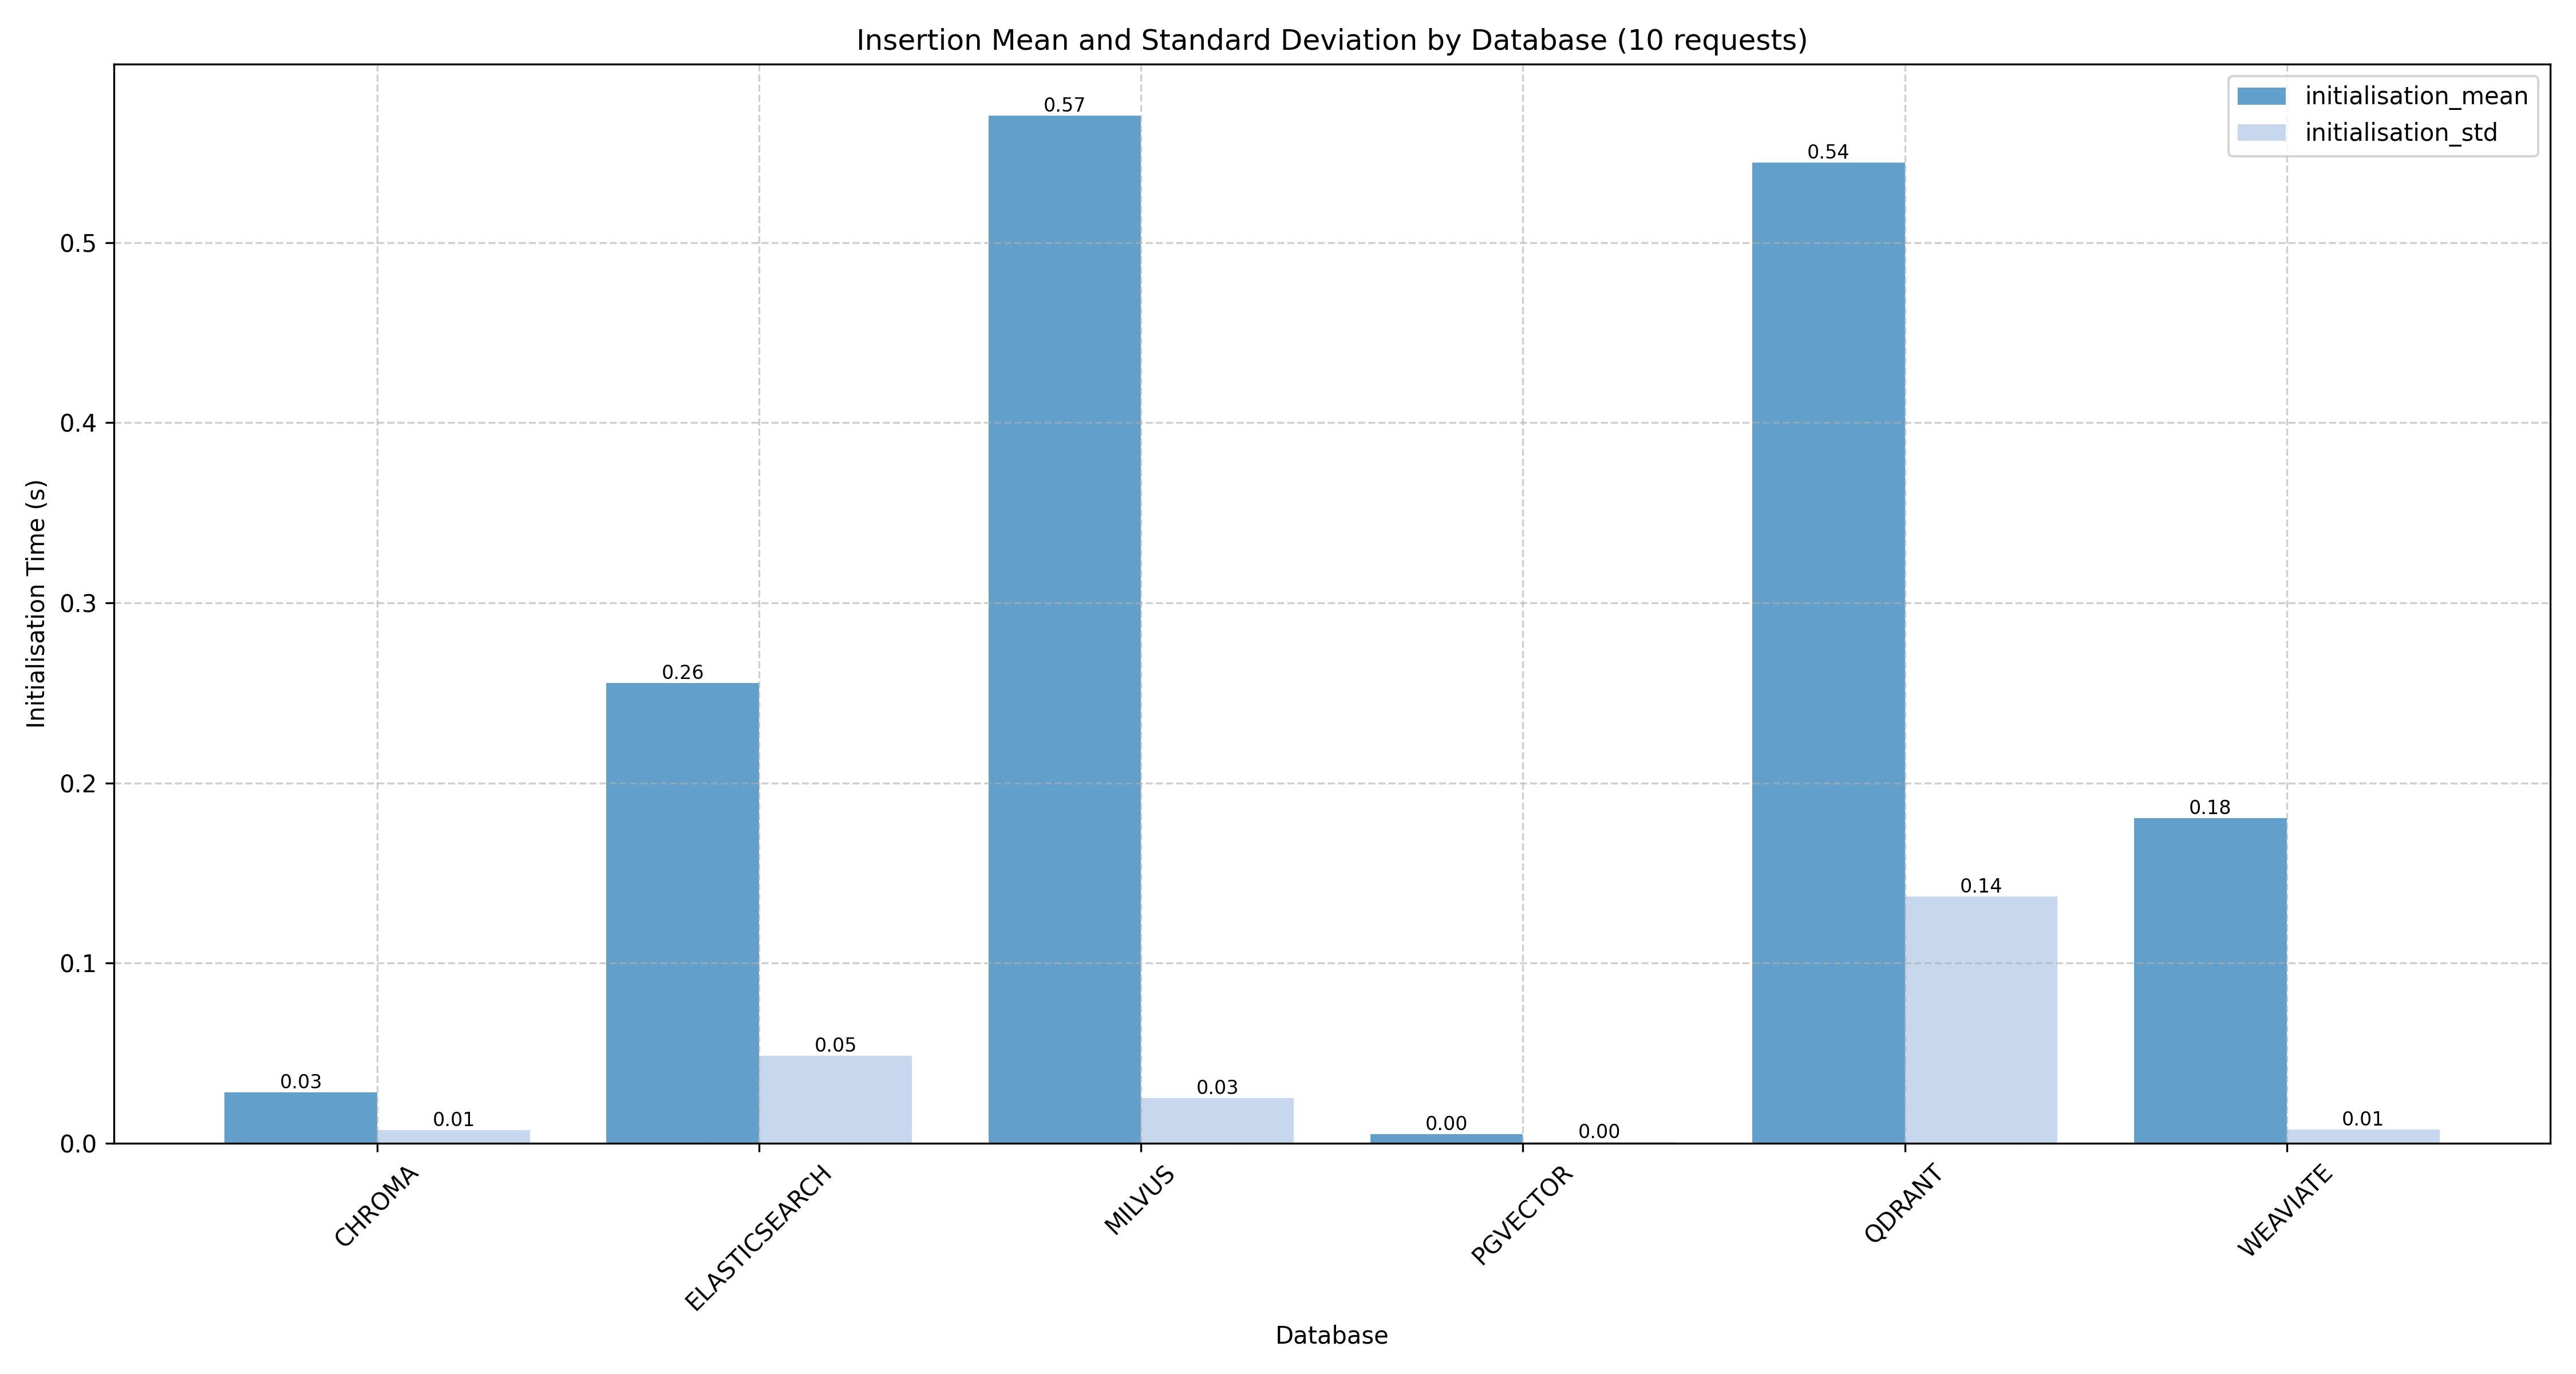 Insertion Mean and Standard Deviation by Database (10 requests)
initialisation_mean
initialisation_std
Initialisation Time (s)
0.5
0.4
0.3
0.2
0.1
0.0
0.03
0.01
0.26
0.05
0.57
0.03
0.00
0.00
0.54
0.14
0.18
0.01
CHROMA
ELASTICSEARCH
MILVUS
PGVECTOR
QDRANT
WEAVIATE
Database